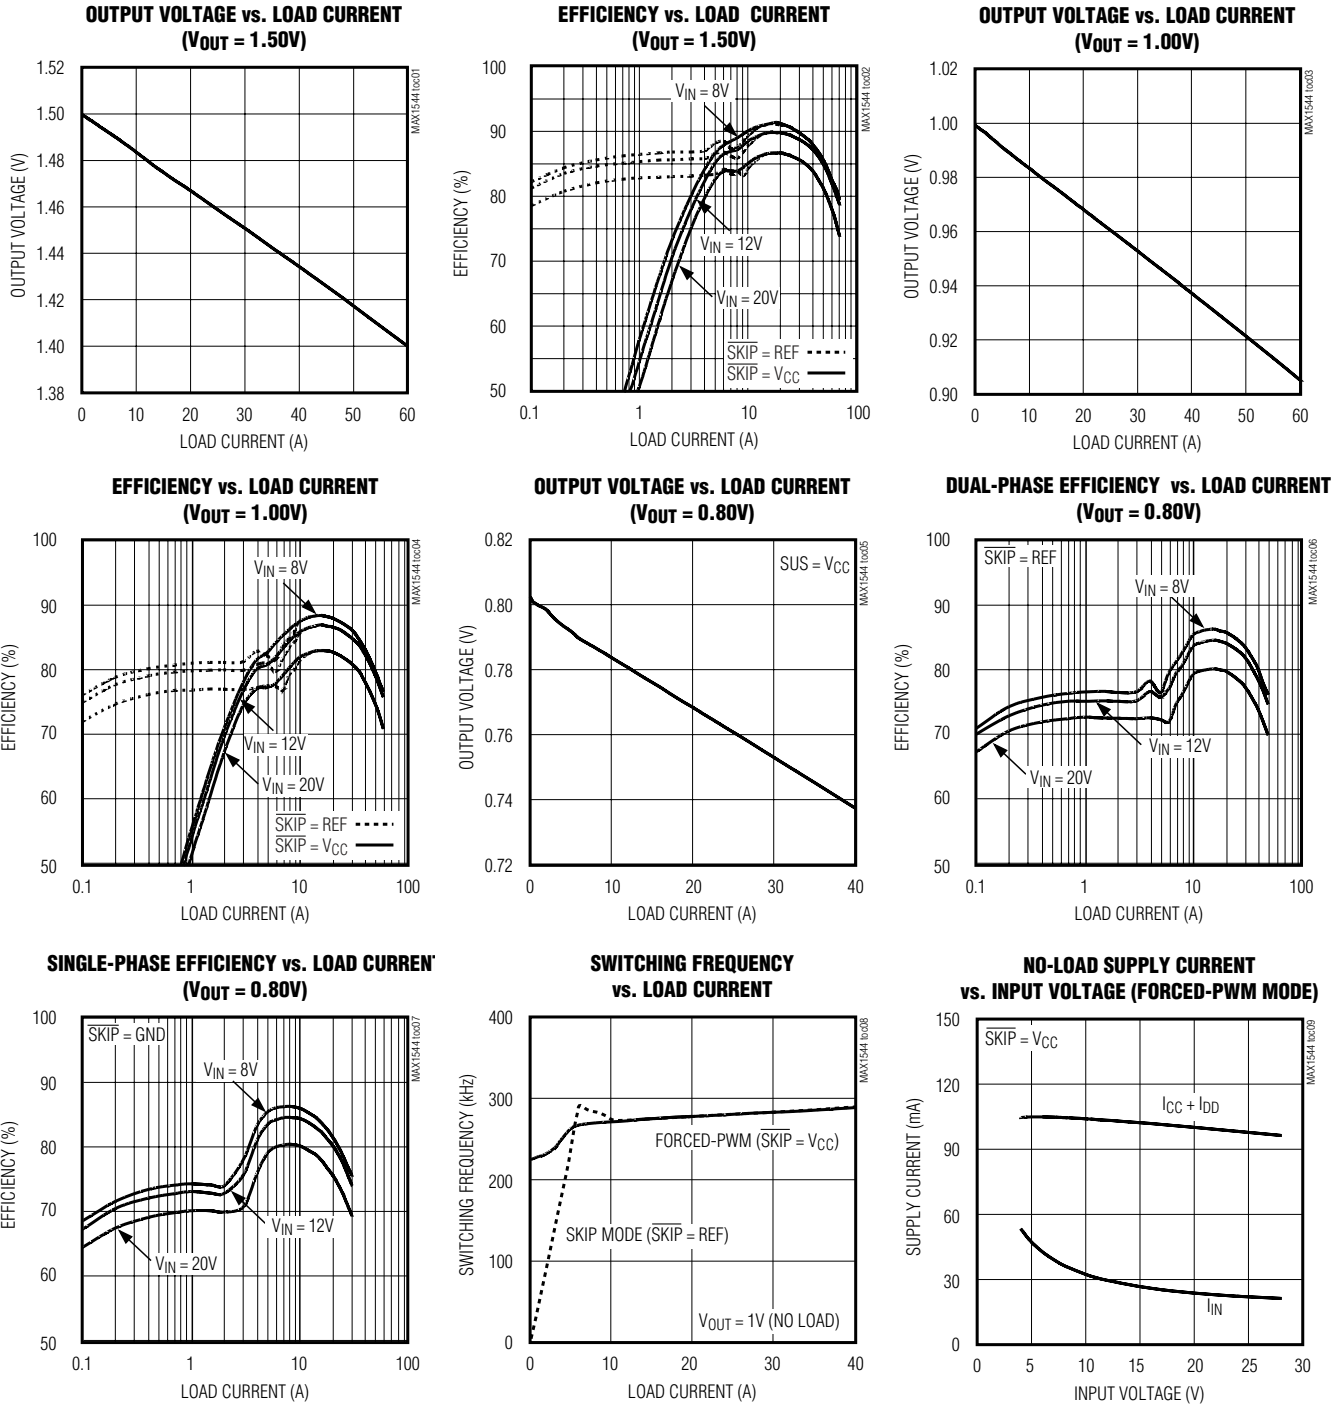 OUTPUT VOLTAGE vs. LOAD CURRENT
(VOUT = 1.50V)
MAX1544 toc01
1.52
1.50
1.48
1.46
1.44
1.42
1.40
1.38
OUTPUT VOLTAGE (V)
0 10 20 30 40 50 60
LOAD CURRENT (A)
EFFICIENCY vs. LOAD CURRENT
(VOUT = 1.50V)
MAX1544 toc02
100
90
80
70
60
50
EFFICIENCY (%)
VIN = 8V
VIN = 12V
VIN = 20V
SKIP = REF
SKIP = VCC
0.1 1 10 100
LOAD CURRENT (A)
OUTPUT VOLTAGE vs. LOAD CURRENT
(VOUT = 1.00V)
MAX1544 toc03
1.02
1.00
0.98
0.96
0.94
0.92
0.90
OUTPUT VOLTAGE (V)
0 10 20 30 40 50 60
LOAD CURRENT (A)
EFFICIENCY vs. LOAD CURRENT
(VOUT = 1.00V)
MAX1544 toc04
100
90
80
70
60
50
EFFICIENCY (%)
VIN = 8V
VIN = 12V
VIN = 20V
SKIP = REF
SKIP = VCC
0.1 1 10 100
LOAD CURRENT (A)
OUTPUT VOLTAGE vs. LOAD CURRENT
(VOUT = 0.80V)
MAX1544 toc05
0.82
0.80
0.78
0.76
0.74
0.72
OUTPUT VOLTAGE (V)
SUS = VCC
0 10 20 30 40
LOAD CURRENT (A)
DUAL-PHASE EFFICIENCY vs. LOAD CURRENT
(VOUT = 0.80V)
MAX1544 toc06
100
90
80
70
60
50
EFFICIENCY (%)
SKIP = REF
VIN = 8V
VIN = 12V
VIN = 20V
0.1 1 10 100
LOAD CURRENT (A)
SINGLE-PHASE EFFICIENCY vs. LOAD CURRENT
(VOUT = 0.80V)
MAX1544 toc07
100
90
80
70
60
50
EFFICIENCY (%)
SKIP = GND
VIN = 8V
VIN = 12V
VIN = 20V
0.1 1 10 100
LOAD CURRENT (A)
SWITCHING FREQUENCY
vs. LOAD CURRENT
MAX1544 toc08
400
300
200
100
0
SWITCHING FREQUENCY (kHz)
FORCED-PWM (SKIP = VCC)
SKIP MODE (SKIP = REF)
VOUT = 1V (NO LOAD)
0 10 20 30 40
LOAD CURRENT (A)
NO-LOAD SUPPLY CURRENT
vs. INPUT VOLTAGE (FORCED-PWM MODE)
MAX1544 toc09
150
120
90
60
30
0
SUPPLY CURRENT (mA)
SKIP = VCC
ICC + IDD
IIN
0 5 10 15 20 25 30
INPUT VOLTAGE (V)